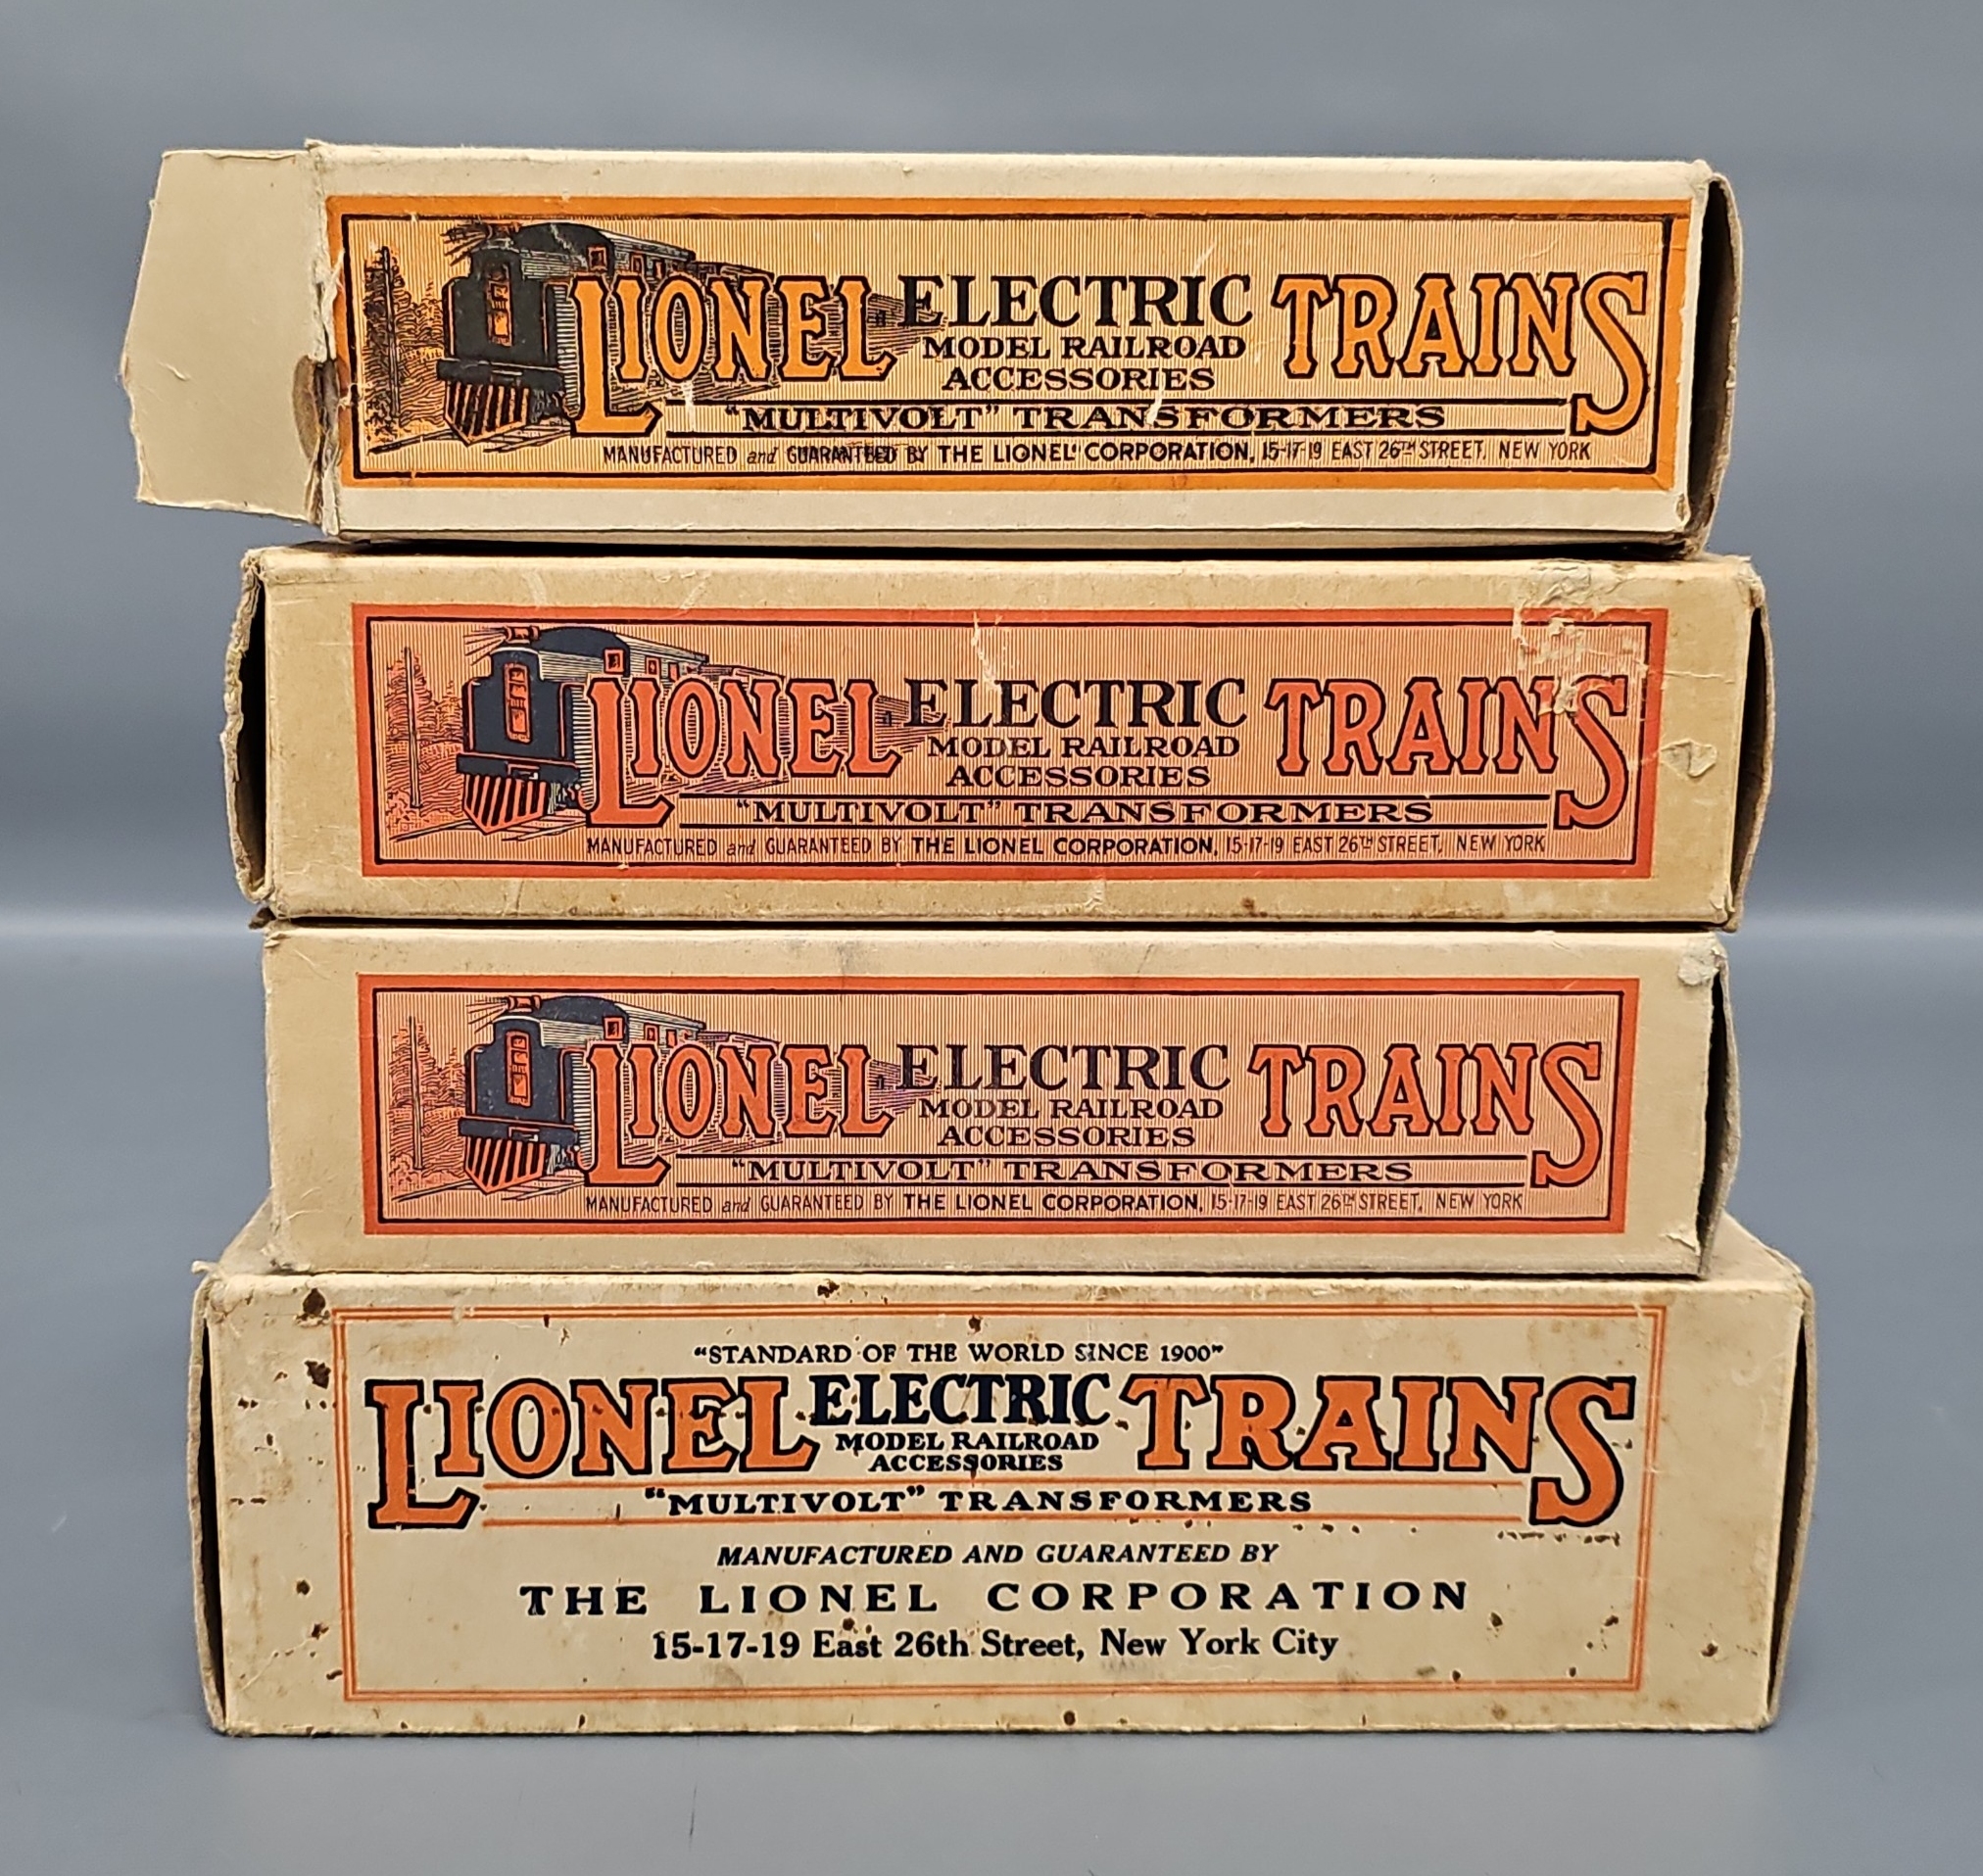 LIONEL ELECTRIC TRAINS
MODEL RAILROAD
ACCESSORIES
"MULTIVOLT" TRANSFORMERS
MANUFACTURED and GUARANTEED BY THE LIONEL CORPORATION, 15-17-19 EAST 26TH STREET, NEW YORK
LIONEL ELECTRIC TRAINS
MODEL RAILROAD
ACCESSORIES
"MULTIVOLT" TRANSFORMERS
MANUFACTURED and GUARANTEED BY THE LIONEL CORPORATION, 15-17-19 EAST 26TH STREET, NEW YORK
LIONEL ELECTRIC TRAINS
MODEL RAILROAD
ACCESSORIES
"MULTIVOLT" TRANSFORMERS
MANUFACTURED and GUARANTEED BY THE LIONEL CORPORATION, 15-17-19 EAST 26TH STREET, NEW YORK
"STANDARD OF THE WORLD SINCE 1900"
LIONEL ELECTRIC TRAINS
MODEL RAILROAD
ACCESSORIES
"MULTIVOLT" TRANSFORMERS
MANUFACTURED AND GUARANTEED BY
THE LIONEL CORPORATION
15-17-19 East 26th Street, New York City